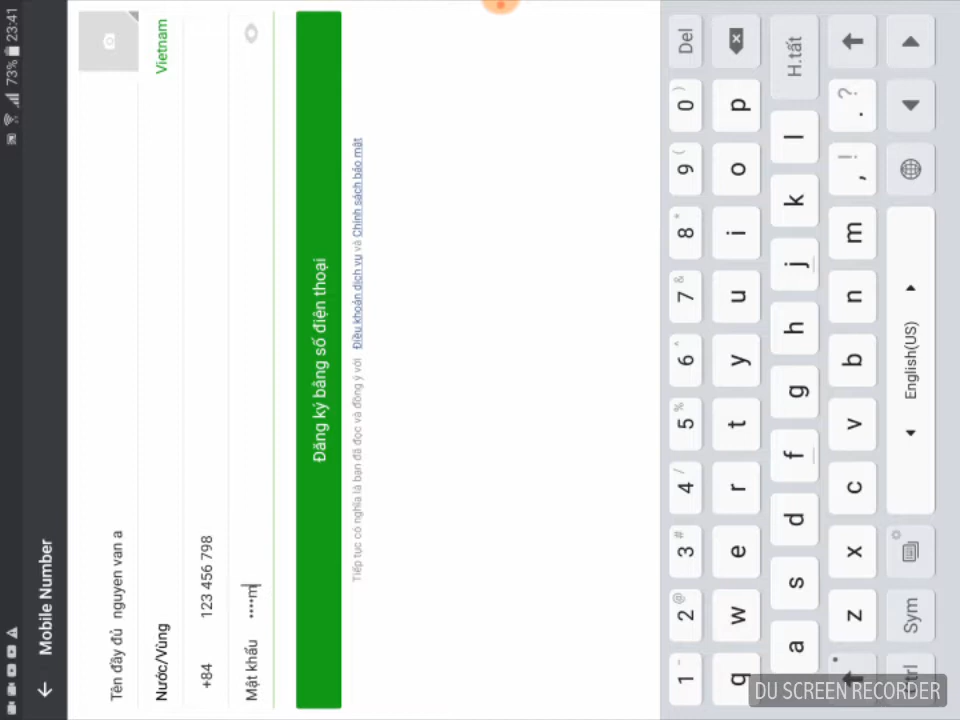 73% 23:41
Mobile Number
Tên đầy đủ nguyen van a
Nước/Vùng Vietnam
+84 123 456 798
Mật khẩu ••••m
Đăng ký bằng số điện thoại
Tiếp tục có nghĩa là bạn đã đọc và đồng ý với Điều khoản dịch vụ và Chính sách bảo mật
1 2 @ 3 # 4 / 5 % 6 ^ 7 & 8 * 9 ( 0 ) Del
q w e r t y u i o p
a s d f g h j k l H.tất
z x c v b n m , ! . ?
Sym English(US)
DU SCREEN RECORDER